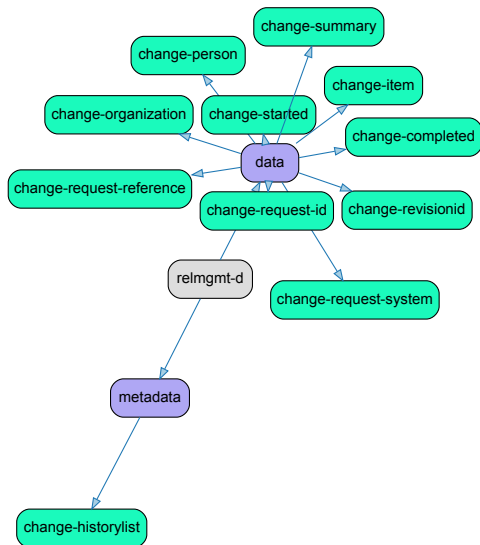 change-summary
change-person
change-item
change-organization
change-started
change-completed
data
change-request-reference
change-request-id
change-revisionid
relmgmt-d
change-request-system
metadata
change-historylist